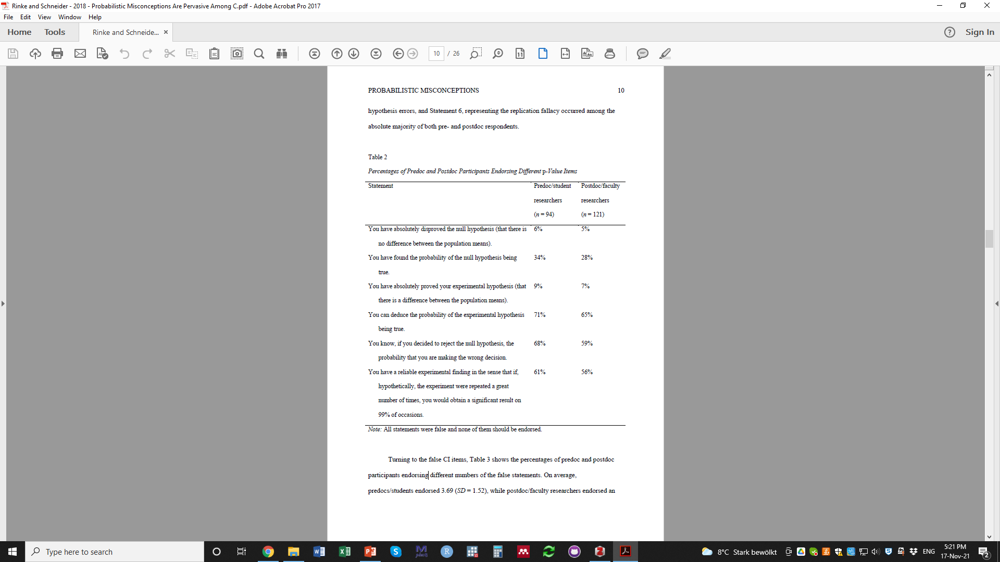 Rinke and Schneider - 2018 - Probabilistic Misconceptions Are Pervasive Among C.pdf - Adobe Acrobat Pro 2017
File Edit View Window Help
Home Tools Rinke and Schneide... × Sign In
10 / 26
PROBABILISTIC MISCONCEPTIONS 10
hypothesis errors, and Statement 6, representing the replication fallacy occurred among the
absolute majority of both pre- and postdoc respondents.
Table 2
Percentages of Predoc and Postdoc Participants Endorsing Different p-Value Items
Statement Predoc/student Postdoc/faculty
researchers researchers
(n = 94) (n = 121)
You have absolutely disproved the null hypothesis (that there is 6% 5%
no difference between the population means).
You have found the probability of the null hypothesis being 34% 28%
true.
You have absolutely proved your experimental hypothesis (that 9% 7%
there is a difference between the population means).
You can deduce the probability of the experimental hypothesis 71% 65%
being true.
You know, if you decided to reject the null hypothesis, the 68% 59%
probability that you are making the wrong decision.
You have a reliable experimental finding in the sense that if, 61% 56%
hypothetically, the experiment were repeated a great
number of times, you would obtain a significant result on
99% of occasions.
Note: All statements were false and none of them should be endorsed.
Turning to the false CI items, Table 3 shows the percentages of predoc and postdoc
participants endorsing different numbers of the false statements. On average,
predocs/students endorsed 3.69 (SD = 1.52), while postdoc/faculty researchers endorsed an
Type here to search
8°C Stark bewölkt ENG 5:21 PM
17-Nov-21 2